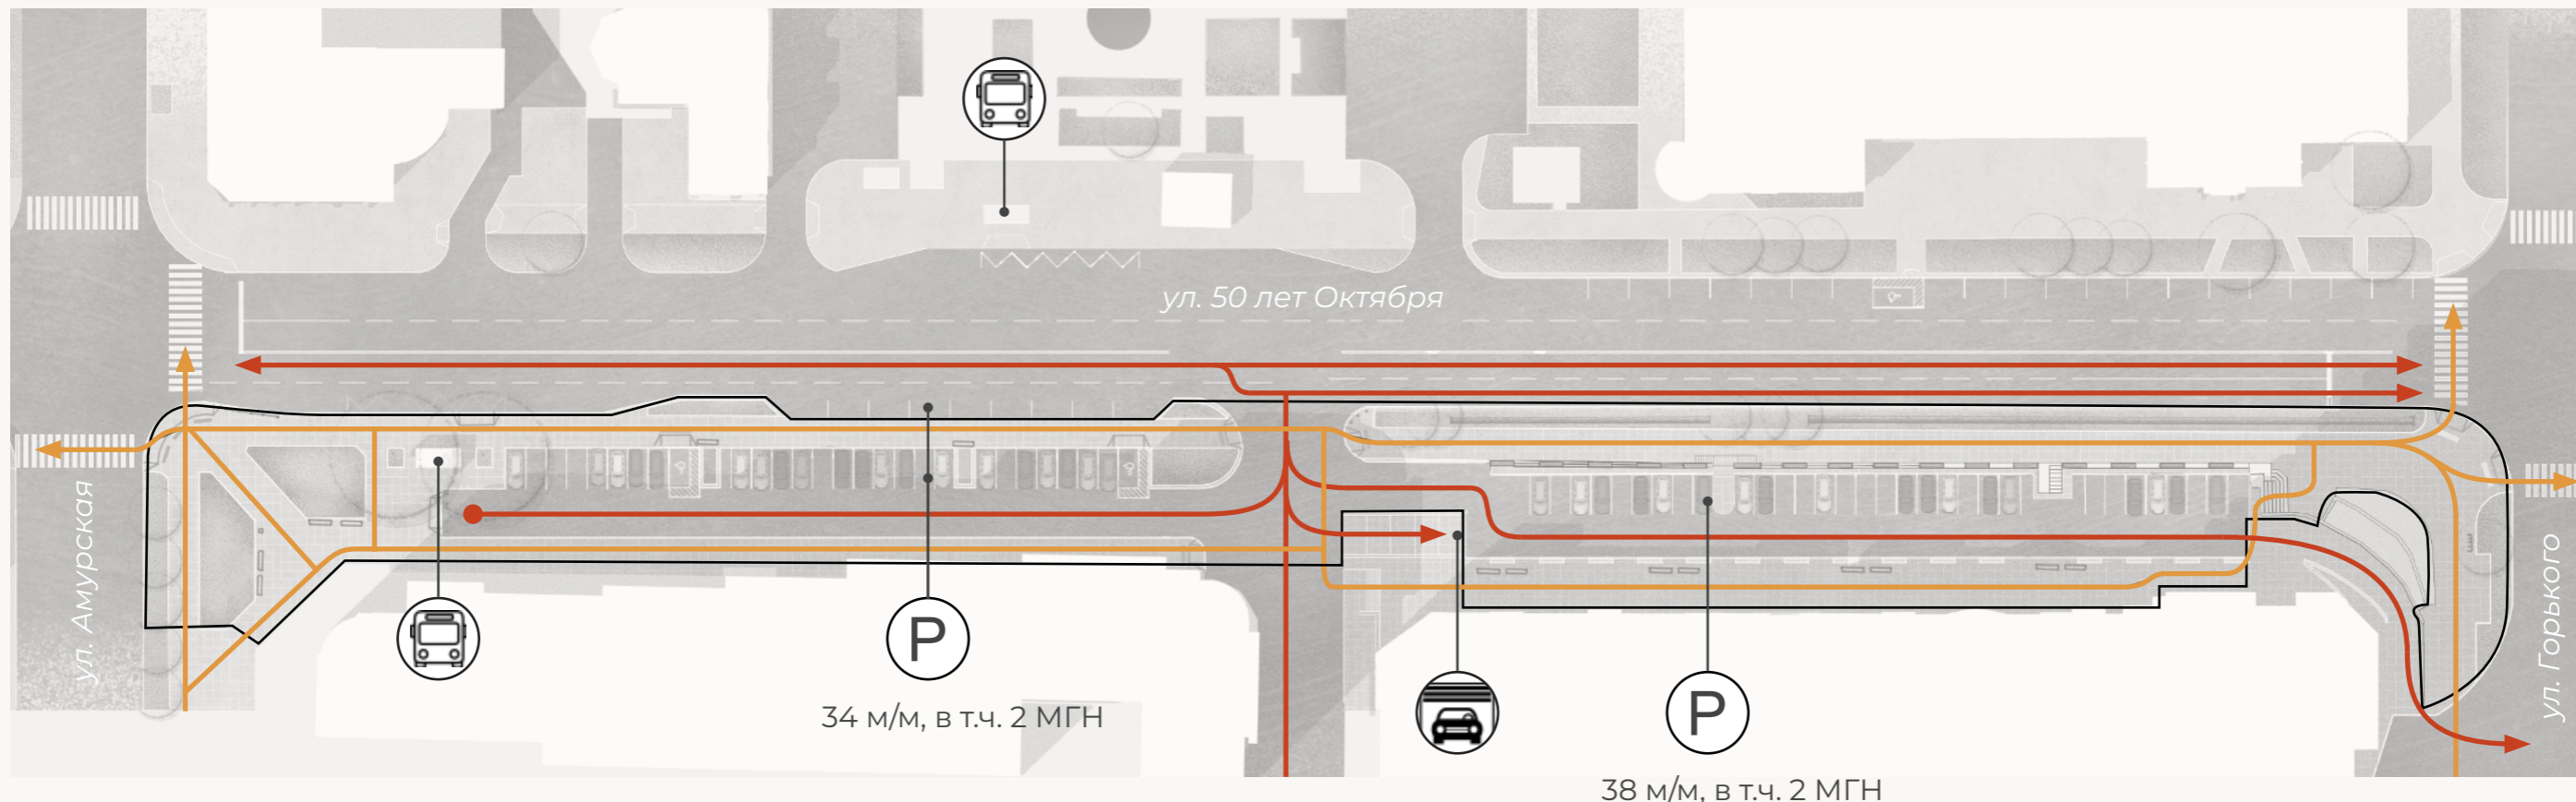 ул. 50 лет Октября
ул. Амурская
ул. Горького
P
34 м/м, в т.ч. 2 МГН
P
38 м/м, в т.ч. 2 МГН